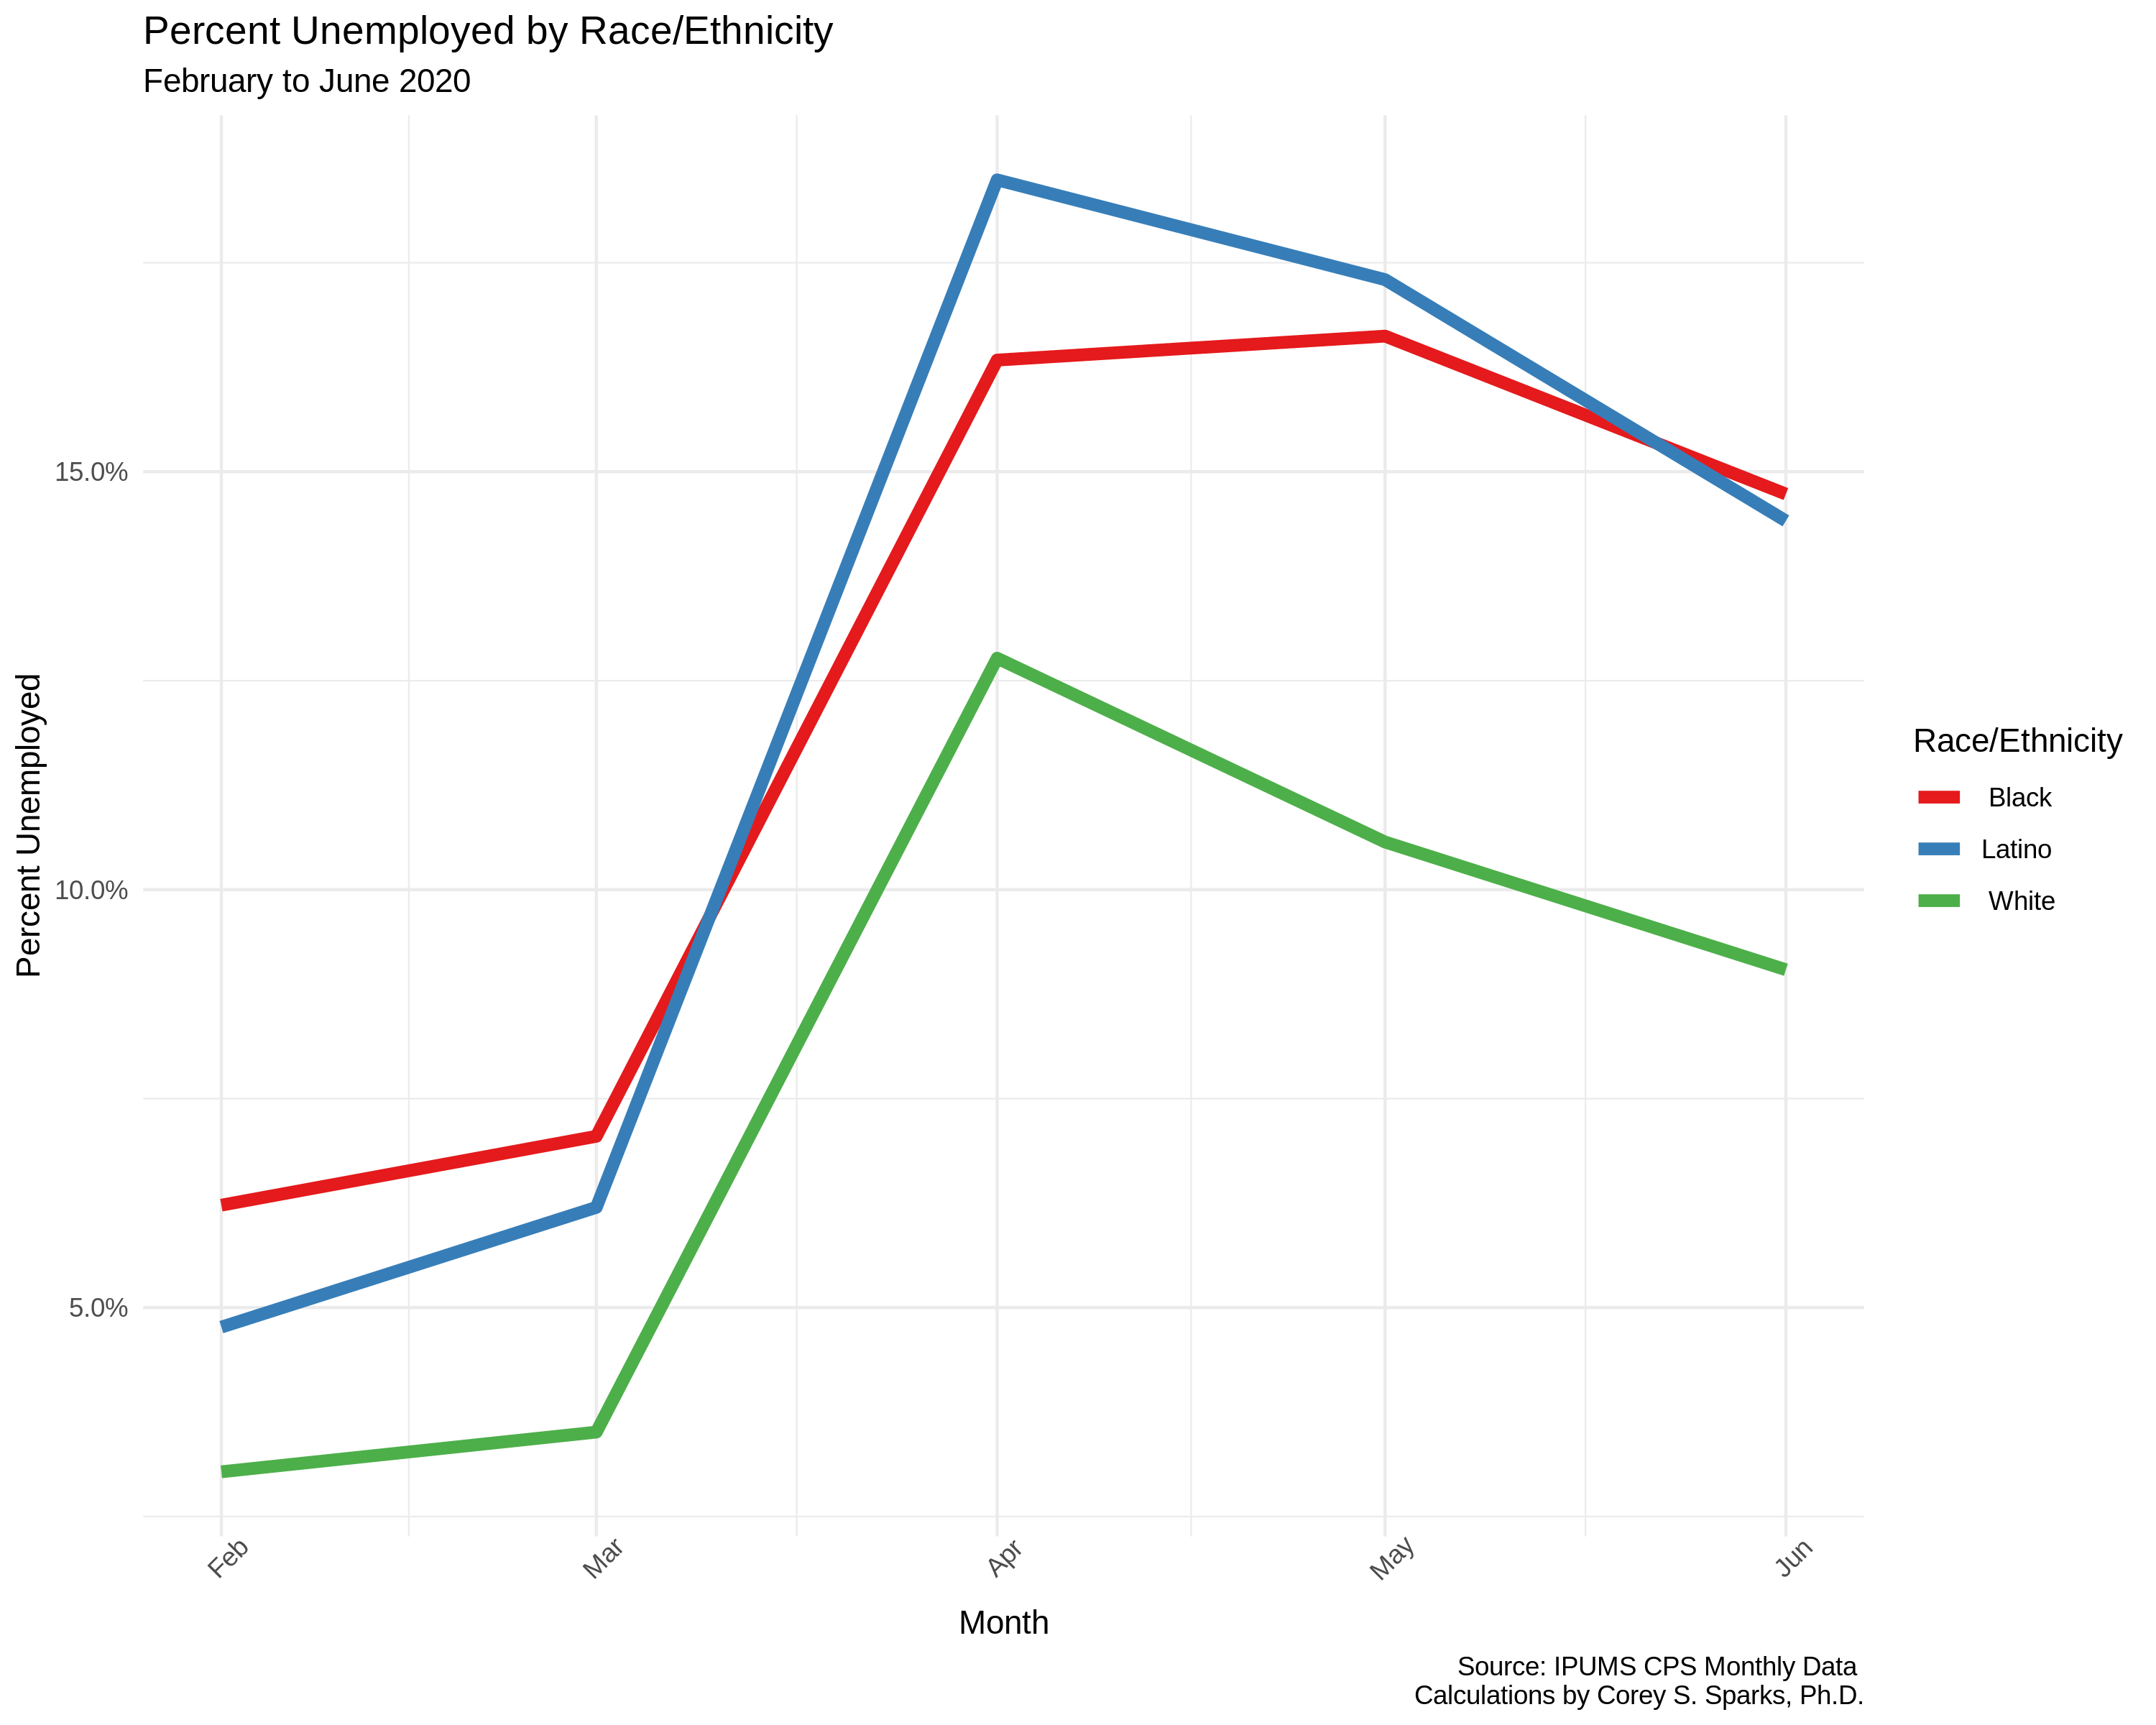 Percent Unemployed by Race/Ethnicity
February to June 2020
Percent Unemployed
15.0%
10.0%
5.0%
Feb
Mar
Apr
May
Jun
Month
Race/Ethnicity
Black
Latino
White
Source: IPUMS CPS Monthly Data
Calculations by Corey S. Sparks, Ph.D.